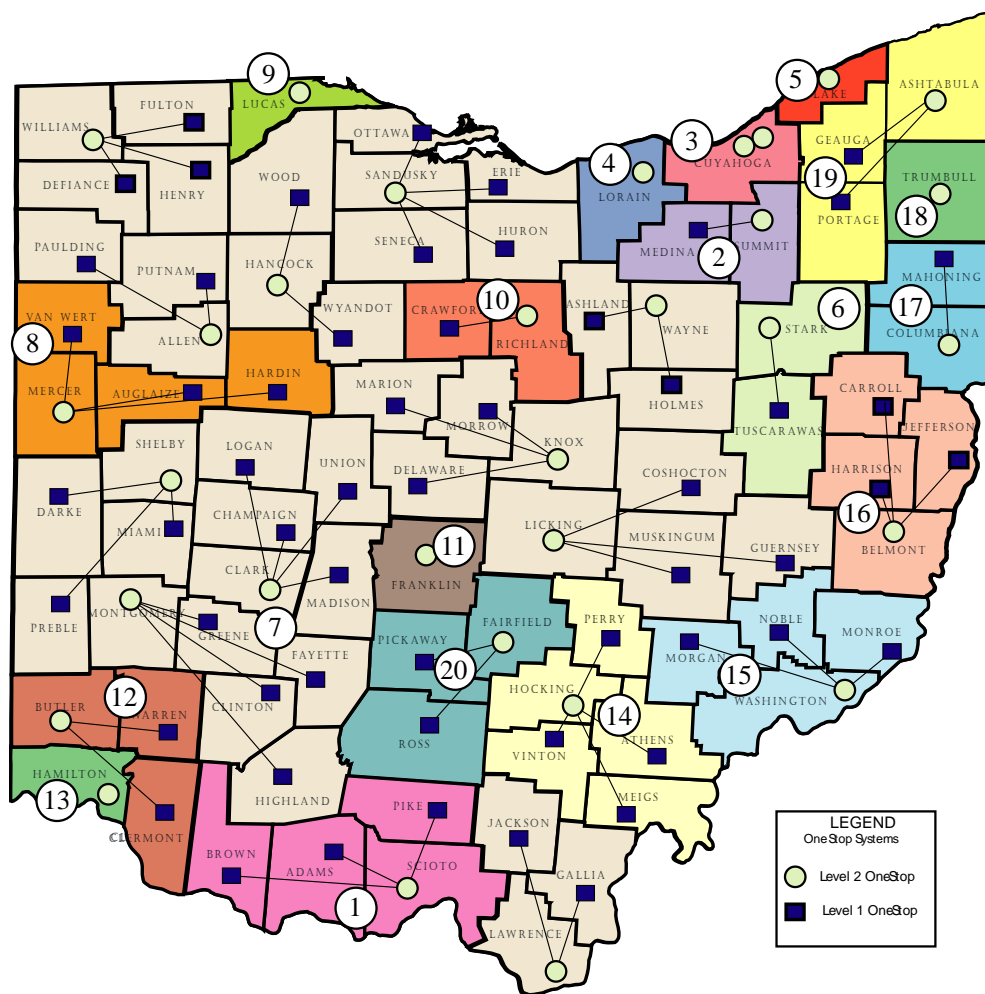 9
5
ASHTABULA
FULTON
LUCAS
LAKE
WILLIAMS
OTTAWA
3
GEAUGA
CUYAHOGA
4
SANDUSKY
ERIE
WOOD
LORAIN
19
TRUMBULL
DEFIANCE
HENRY
PORTAGE
18
PAULDING
SENECA
HURON
MEDINA
2
SUMMIT
PUTNAM
HANCOCK
MAHONING
10
WYANDOT
CRAWFORD
ASHLAND
6
17
VAN WERT
WAYNE
STARK
COLUMBIANA
8
ALLEN
RICHLAND
HARDIN
MERCER
AUGLAIZE
MARION
CARROLL
HOLMES
MORROW
JEFFERSON
TUSCARAWAS
SHELBY
LOGAN
KNOX
UNION
DELAWARE
COSHOCTON
HARRISON
DARKE
CHAMPAIGN
16
MIAMI
LICKING
MUSKINGUM
BELMONT
11
GUERNSEY
CLARK
FRANKLIN
MADISON
MONTGOMERY
PREBLE
GREENE
7
FAIRFIELD
PERRY
NOBLE
MONROE
PICKAWAY
FAYETTE
MORGAN
20
15
HOCKING
12
CLINTON
WASHINGTON
BUTLER
WARREN
14
ATHENS
ROSS
VINTON
HAMILTON
13
HIGHLAND
MEIGS
PIKE
CLERMONT
JACKSON
BROWN
SCIOTO
ADAMS
GALLIA
1
LAWRENCE
LEGEND
OneStop Systems
Level 2 OneStop
Level 1 OneStop